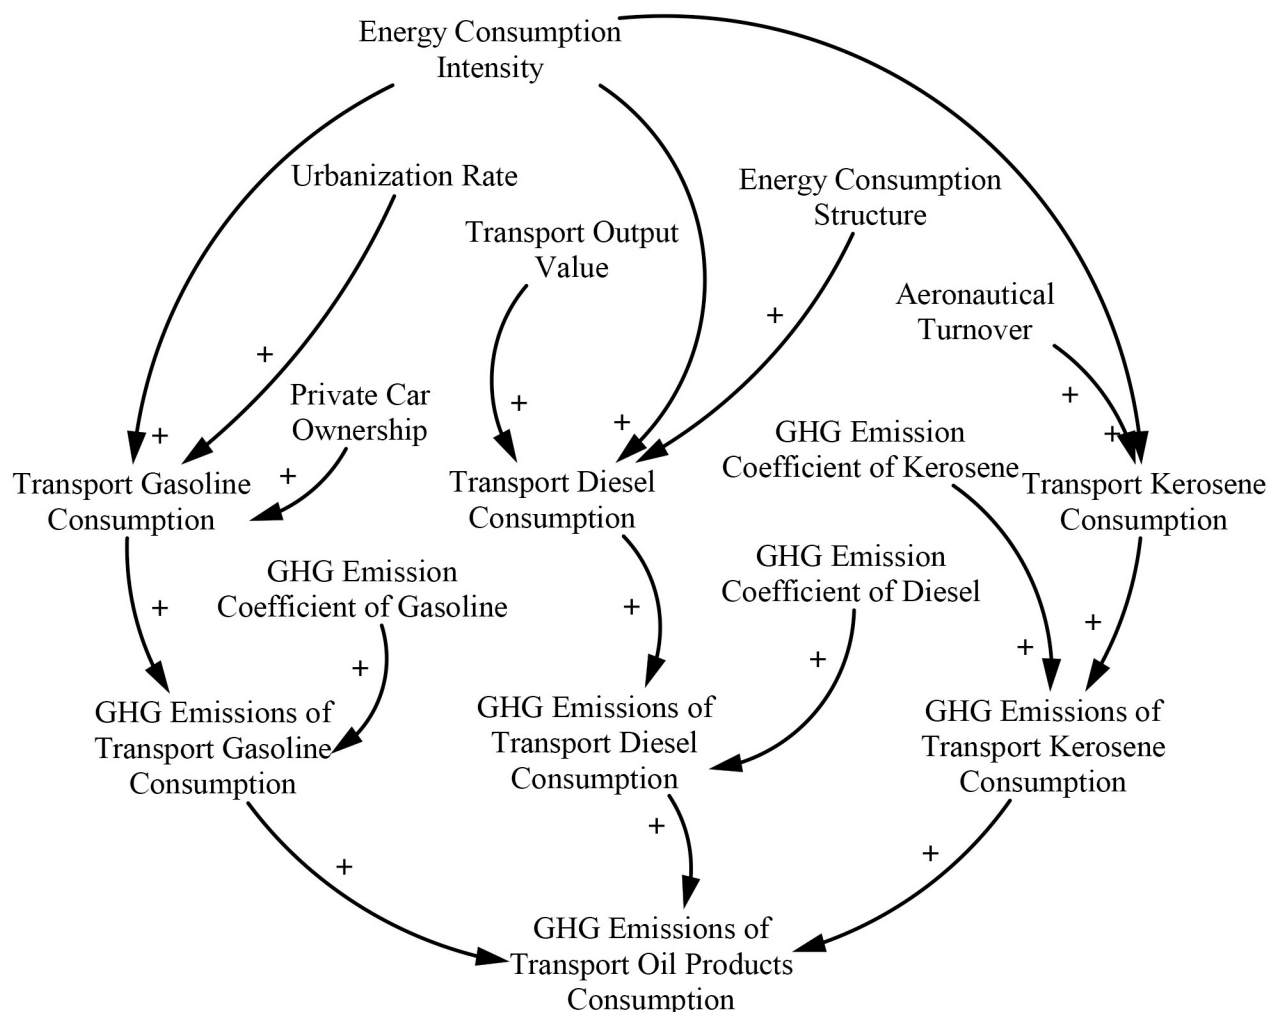 Energy Consumption
Intensity
Urbanization Rate
Energy Consumption
Structure
Transport Output
Value
Aeronautical
Turnover
+
+
Private Car
Ownership
+
+
+
+
+
+
GHG Emission
Coefficient of Kerosene
Transport Gasoline
Consumption
+
Transport Diesel
Consumption
Transport Kerosene
Consumption
GHG Emission
Coefficient of Gasoline
GHG Emission
Coefficient of Diesel
+
+
+
+
+
+
+
GHG Emissions of
Transport Gasoline
Consumption
GHG Emissions of
Transport Diesel
Consumption
GHG Emissions of
Transport Kerosene
Consumption
+
+
+
GHG Emissions of
Transport Oil Products
Consumption